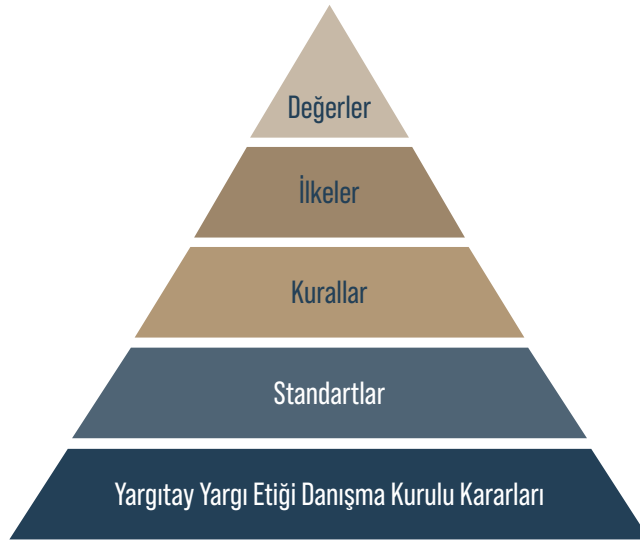 Değerler
İlkeler
Kurallar
Standartlar
Yargıtay Yargı Etiği Danışma Kurulu Kararları